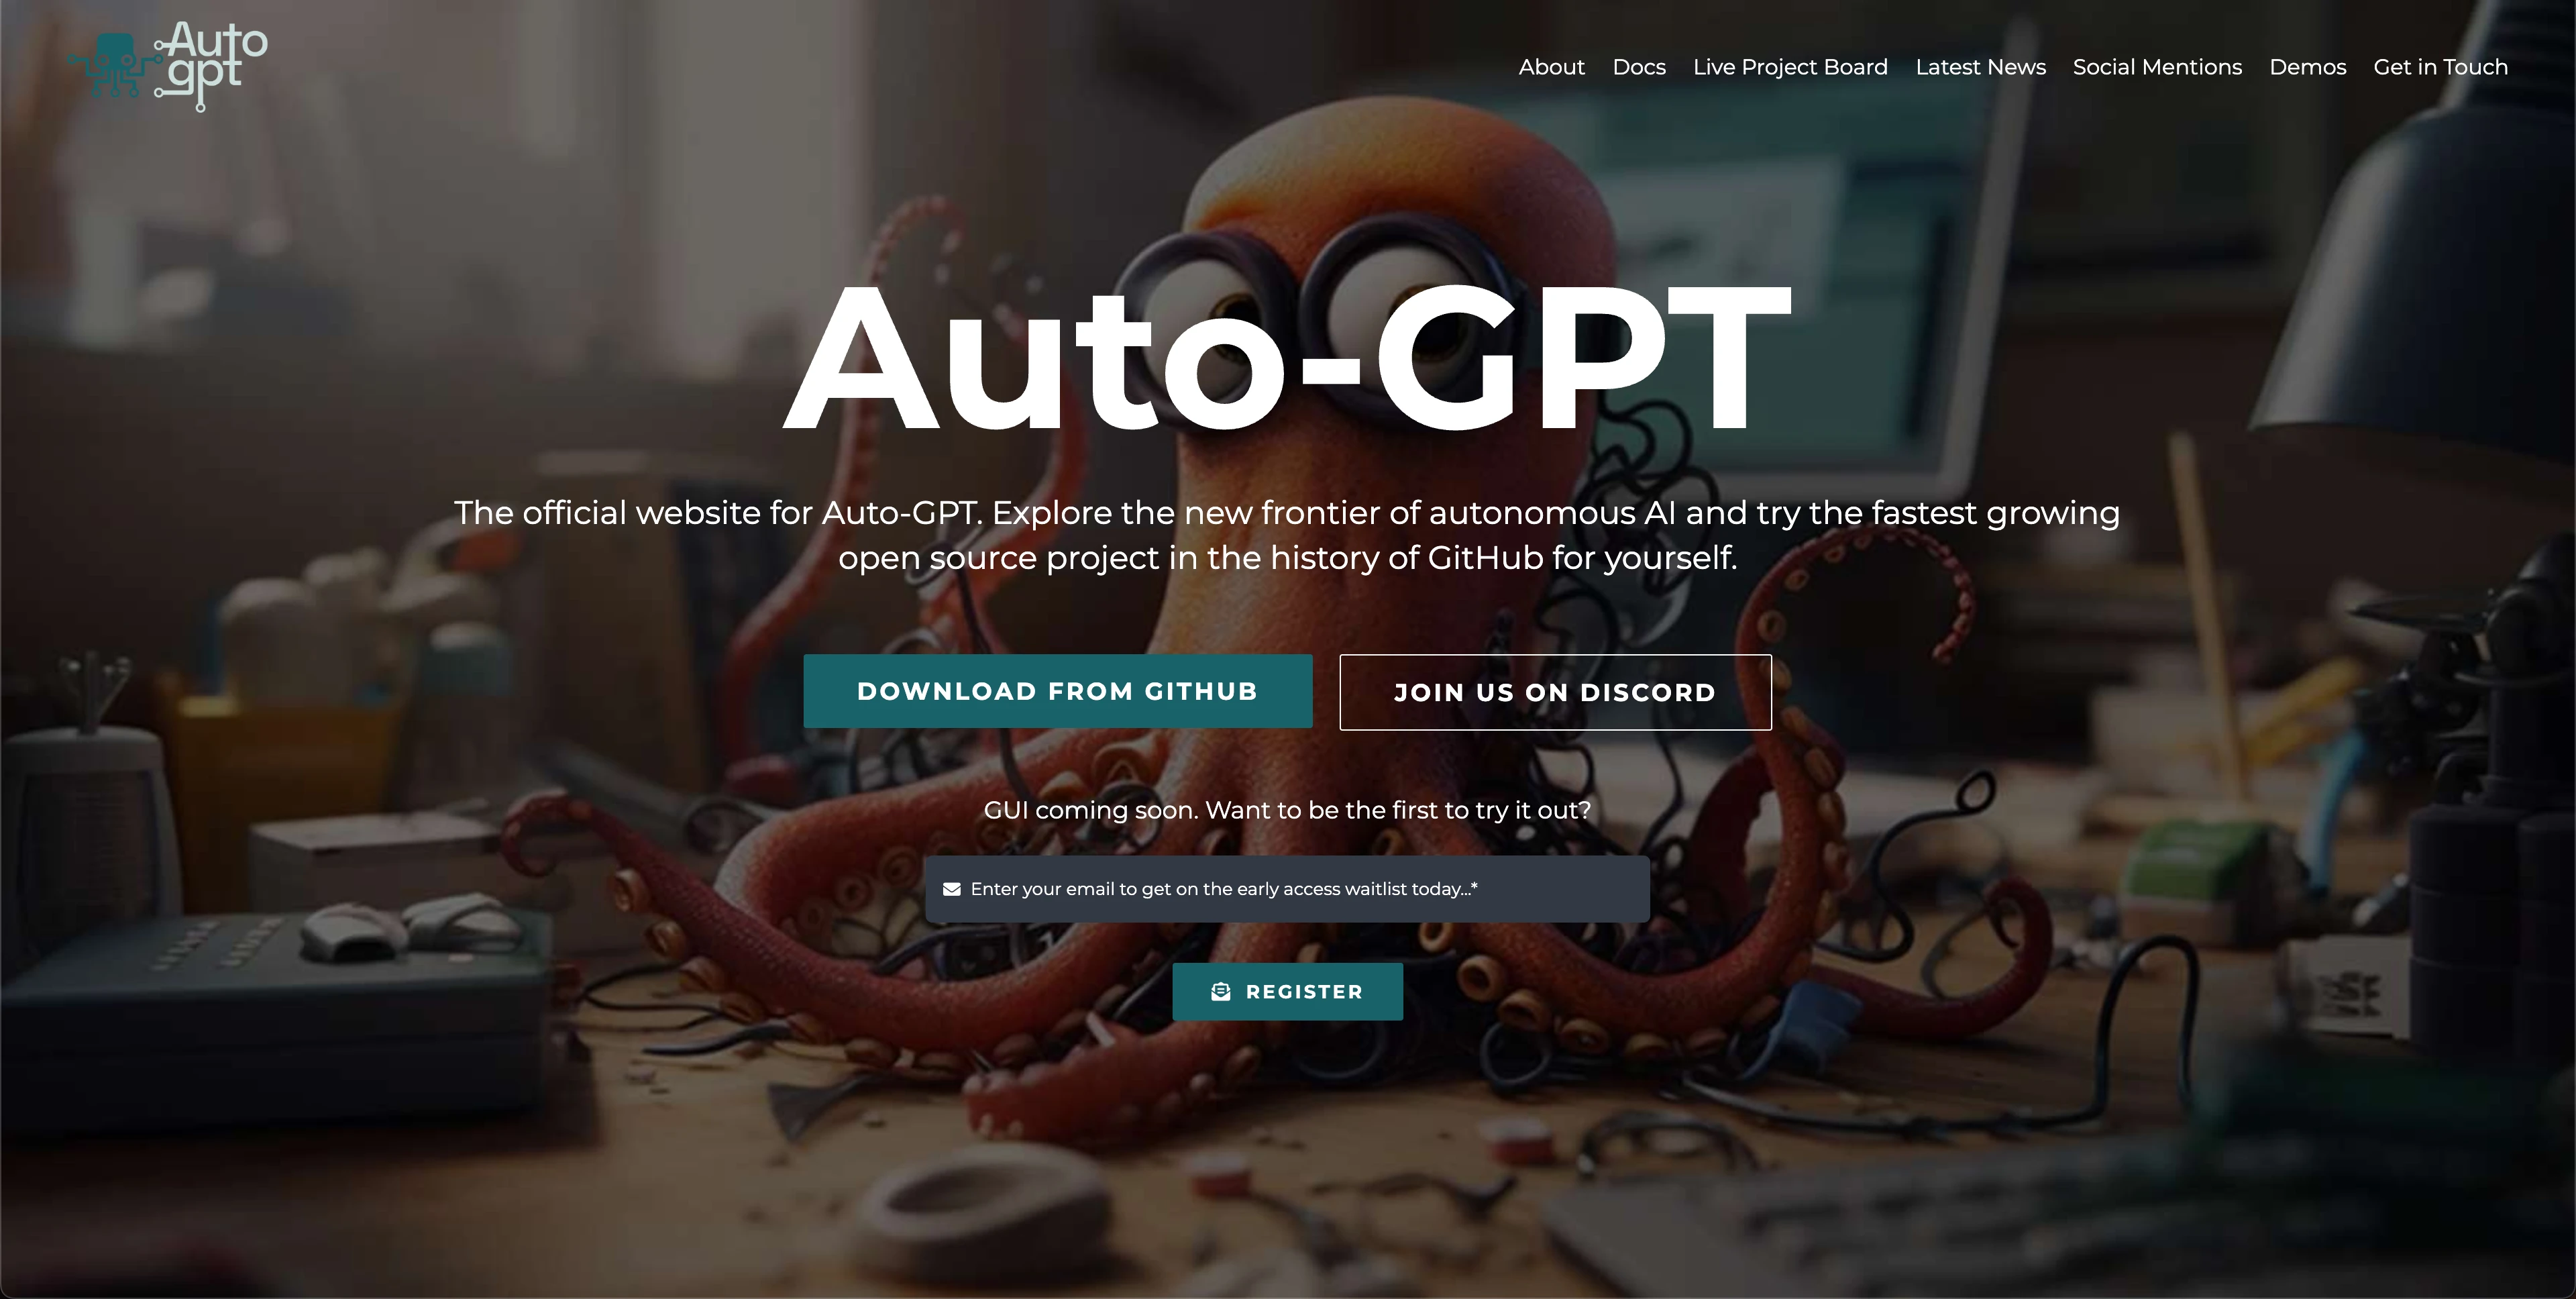 Auto
gpt
About Docs Live Project Board Latest News Social Mentions Demos Get in Touch
Auto-GPT
The official website for Auto-GPT. Explore the new frontier of autonomous AI and try the fastest growing
open source project in the history of GitHub for yourself.
DOWNLOAD FROM GITHUB
JOIN US ON DISCORD
GUI coming soon. Want to be the first to try it out?
Enter your email to get on the early access waitlist today...*
REGISTER